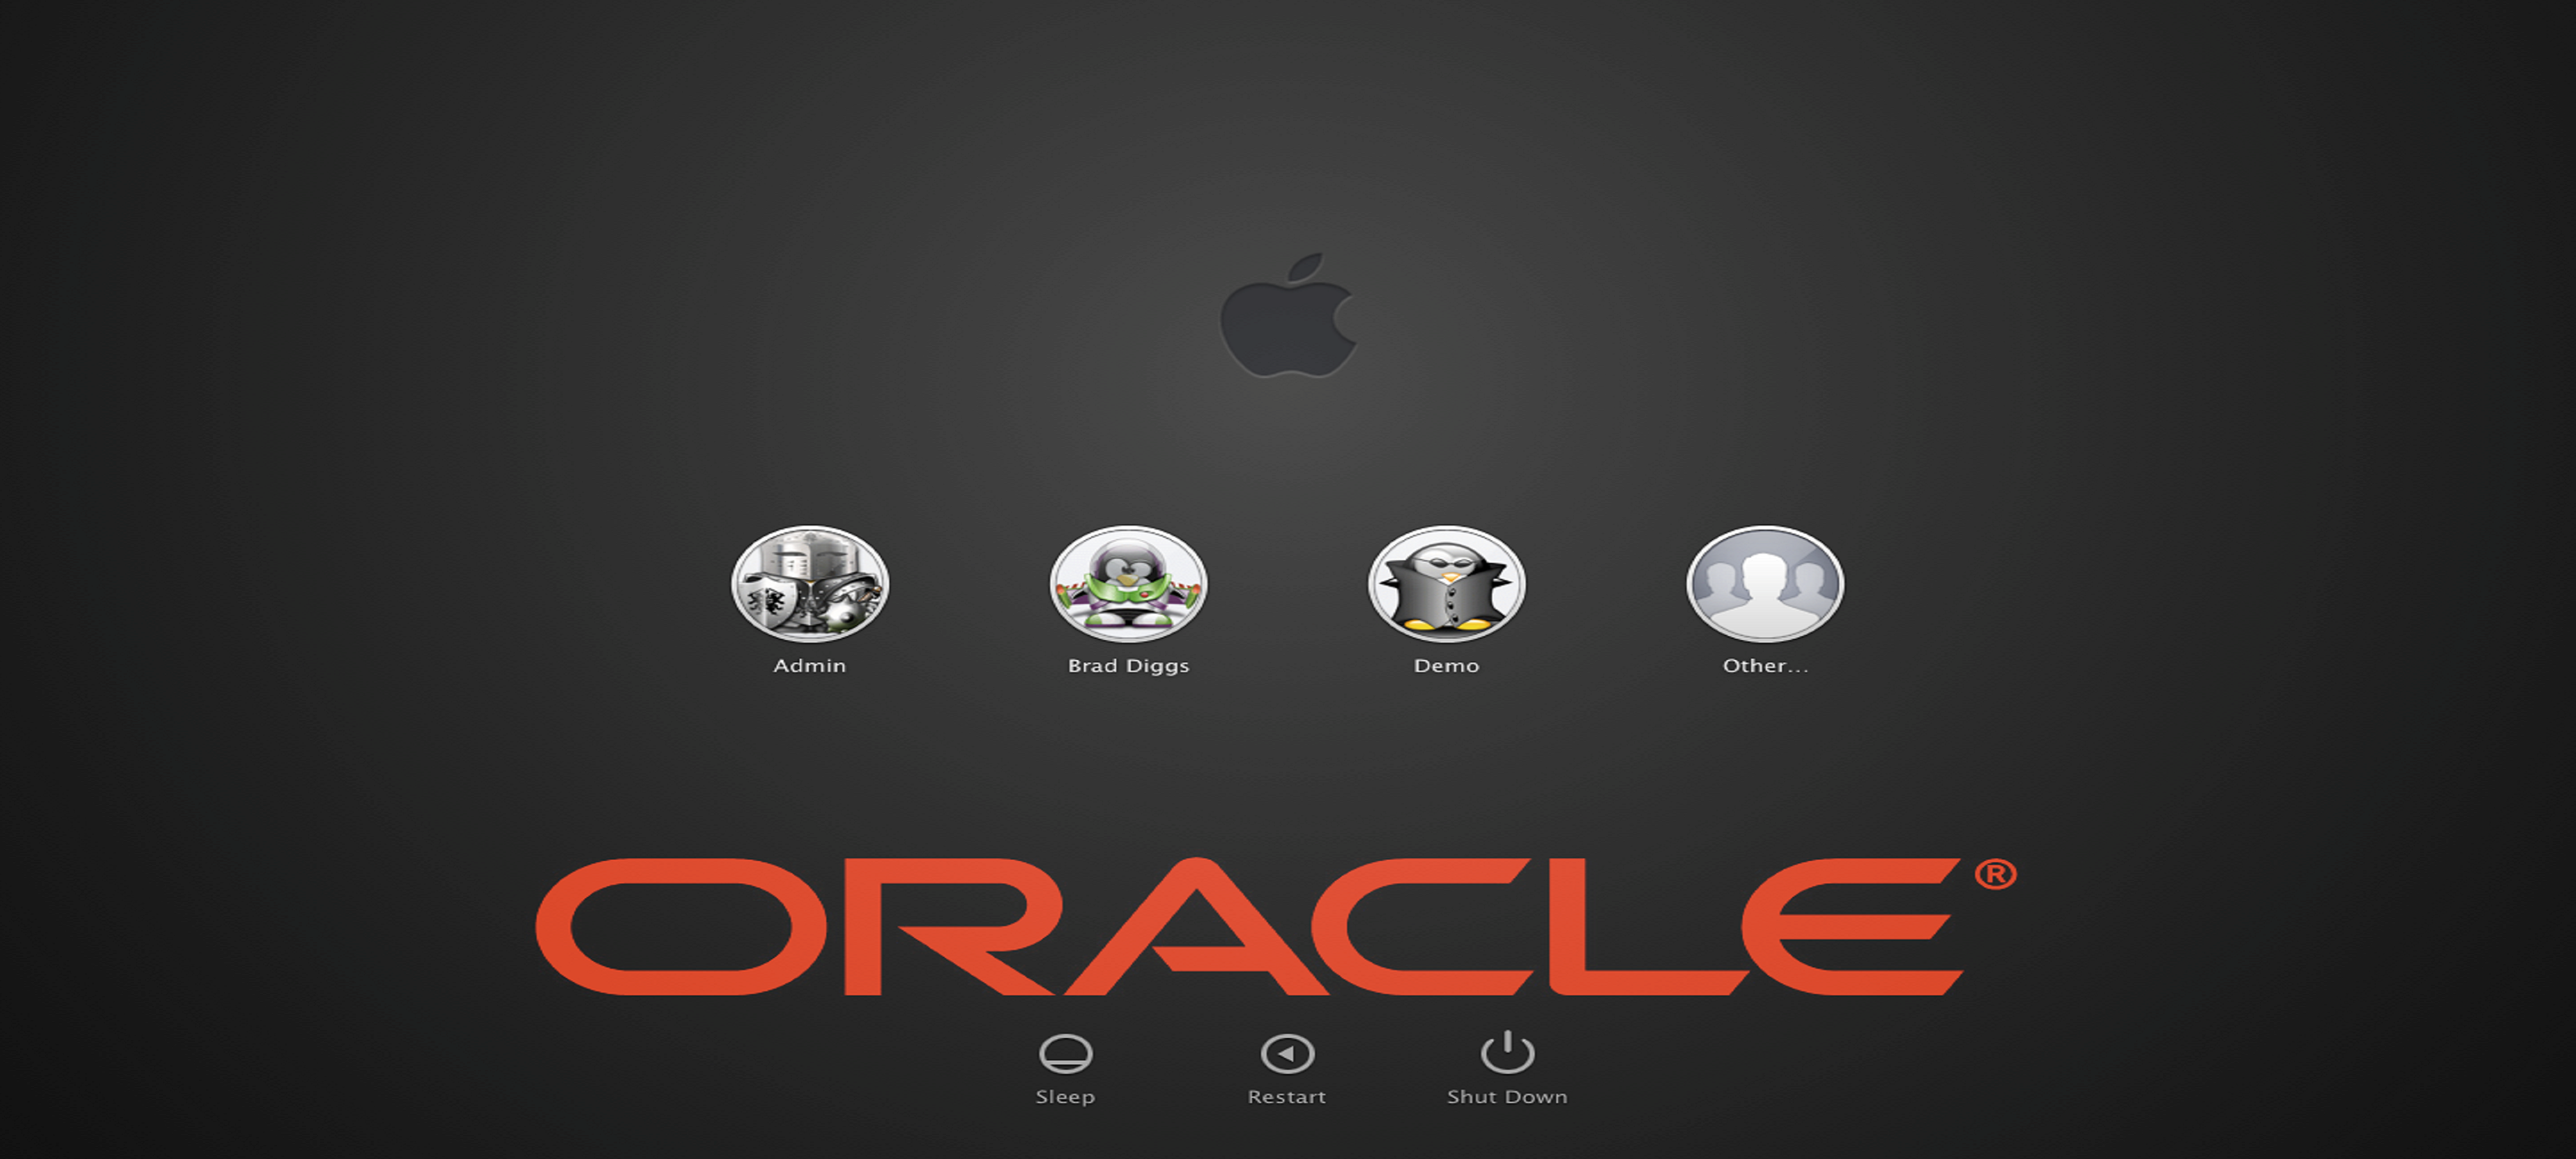 Admin
Brad Diggs
Demo
Other...
ORACLE®
Sleep
Restart
Shut Down